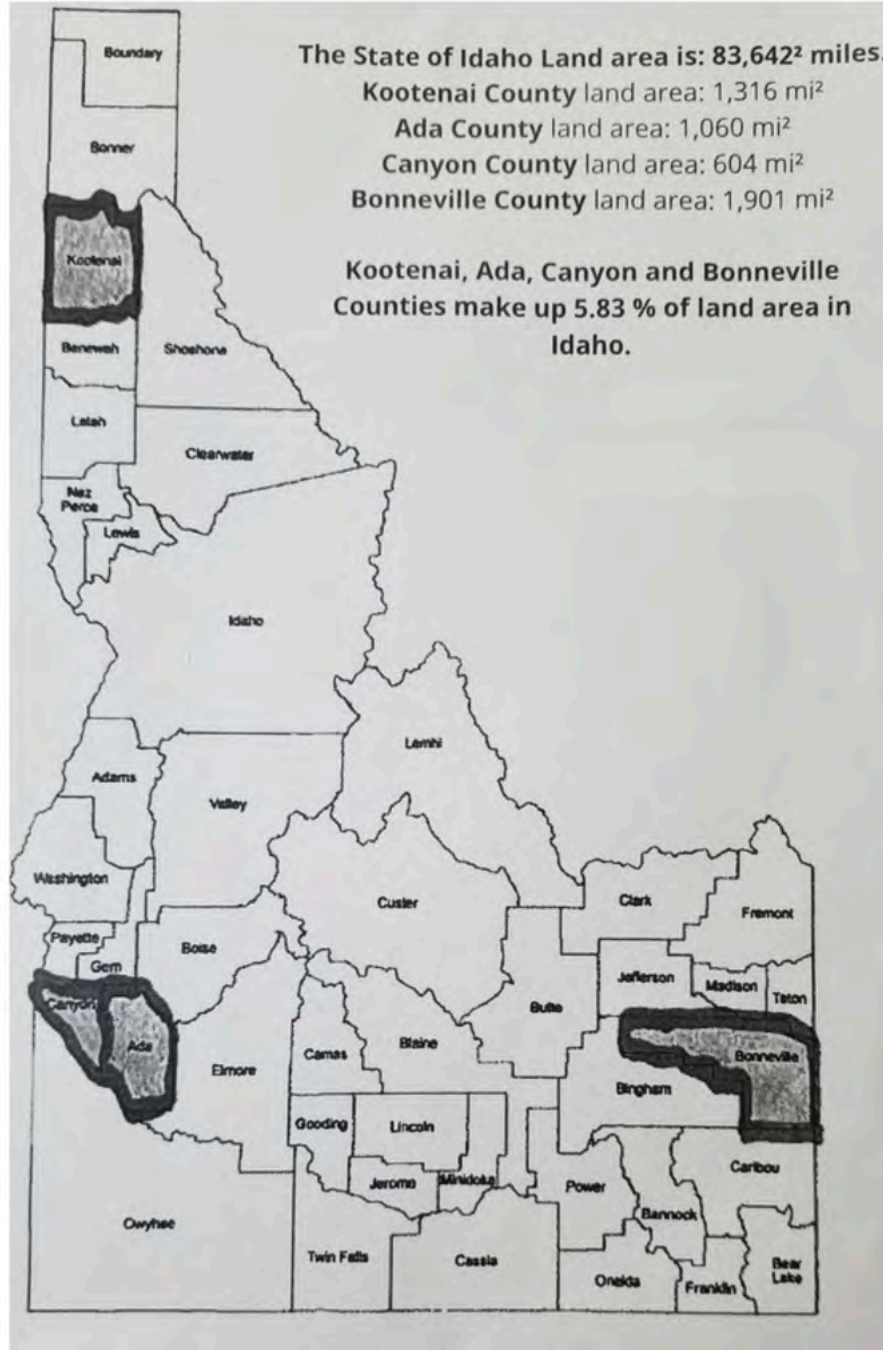 The State of Idaho Land area is: 83,642² miles.
Kootenai County land area: 1,316 mi²
Ada County land area: 1,060 mi²
Canyon County land area: 604 mi²
Bonneville County land area: 1,901 mi²
Kootenai, Ada, Canyon and Bonneville
Counties make up 5.83 % of land area in
Idaho.
Boundary
Bonner
Kootenai
Benewah
Shoshone
Latah
Clearwater
Nez
Perce
Lewis
Idaho
Lemhi
Adams
Valley
Washington
Custer
Clark
Fremont
Payette
Boise
Gem
Jefferson
Madison
Teton
Canyon
Butte
Ada
Blaine
Bonneville
Camas
Elmore
Bingham
Gooding
Lincoln
Caribou
Jerome
Minidoka
Power
Bannock
Owyhee
Twin Falls
Cassia
Oneida
Franklin
Bear
Lake